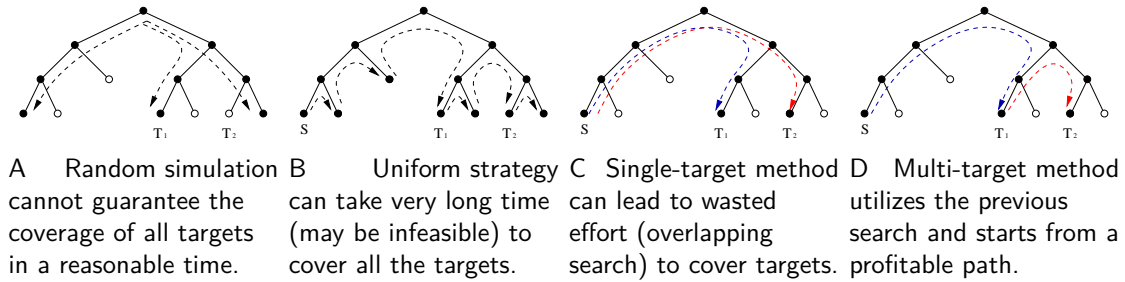 T₁ T₂
S T₁ T₂
S T₁ T₂
S T₁ T₂
A Random simulation
cannot guarantee the
coverage of all targets
in a reasonable time.
B Uniform strategy
can take very long time
(may be infeasible) to
cover all the targets.
C Single-target method
can lead to wasted
effort (overlapping
search) to cover targets.
D Multi-target method
utilizes the previous
search and starts from a
profitable path.